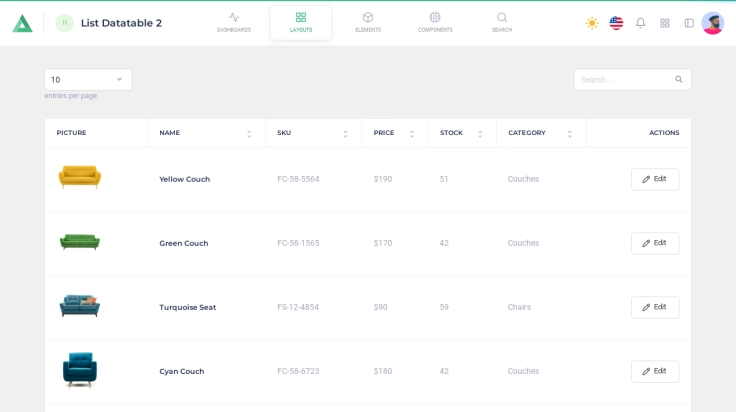 H
List Datatable 2
DASHBOARDS
LAYOUTS
ELEMENTS
COMPONENTS
SEARCH
10
entries per page
Search...
PICTURE NAME SKU PRICE STOCK CATEGORY ACTIONS
Yellow Couch FC-58-5564 $190 51 Couches Edit
Green Couch FC-58-1565 $170 42 Couches Edit
Turquoise Seat FS-12-4854 $90 59 Chairs Edit
Cyan Couch FC-58-6723 $180 42 Couches Edit